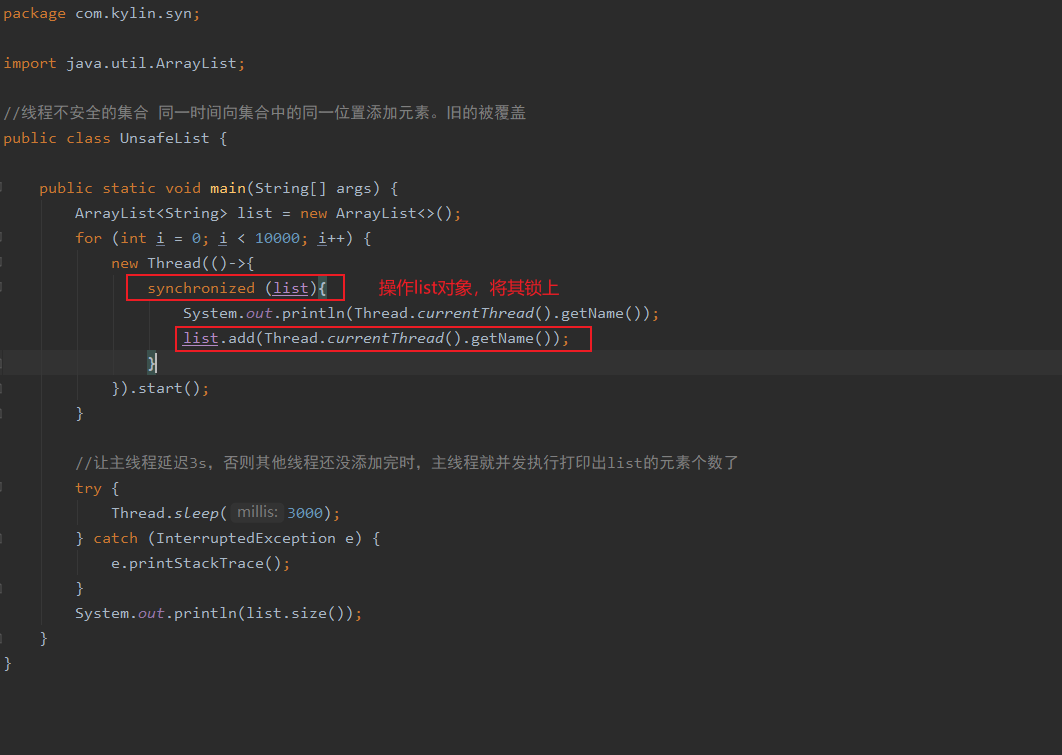 package com.kylin.syn;
import java.util.ArrayList;
//线程不安全的集合 同一时间向集合中的同一位置添加元素。旧的被覆盖
public class UnsafeList {
public static void main(String[] args) {
ArrayList<String> list = new ArrayList<>();
for (int i = 0; i < 10000; i++) {
new Thread(()->{
synchronized (list){ 操作list对象，将其锁上
System.out.println(Thread.currentThread().getName());
list.add(Thread.currentThread().getName());
}
}).start();
}
//让主线程延迟3s，否则其他线程还没添加完时，主线程就并发执行打印出list的元素个数了
try {
Thread.sleep( millis: 3000);
} catch (InterruptedException e) {
e.printStackTrace();
}
System.out.println(list.size());
}
}